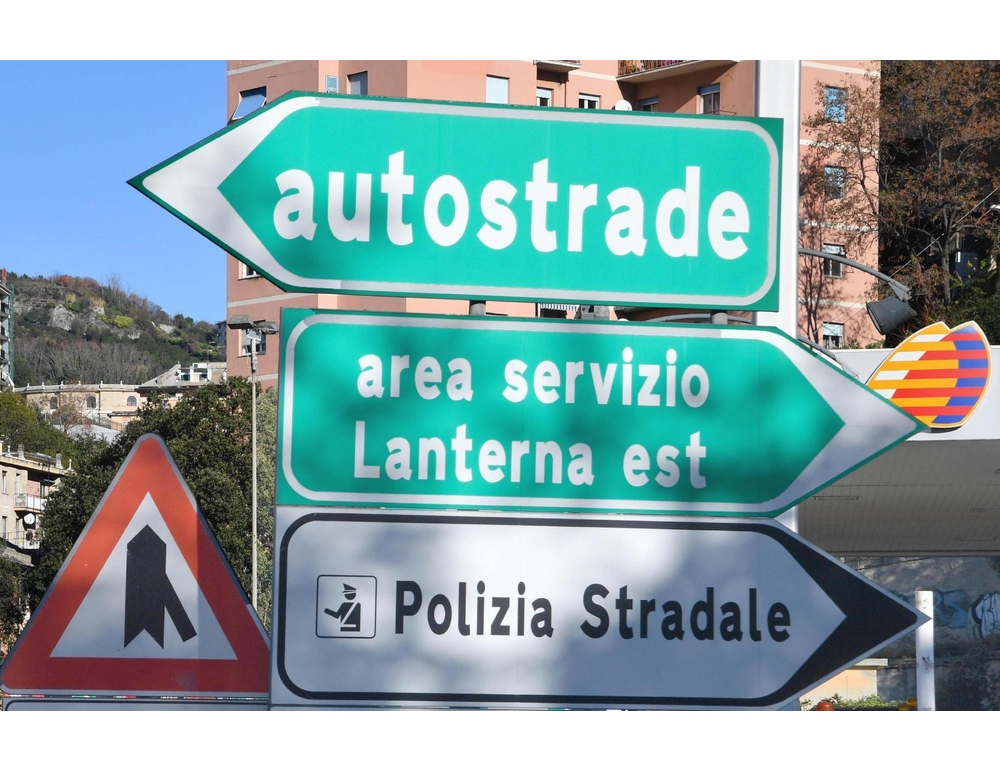 autostrade
area servizio
Lanterna est
Polizia Stradale